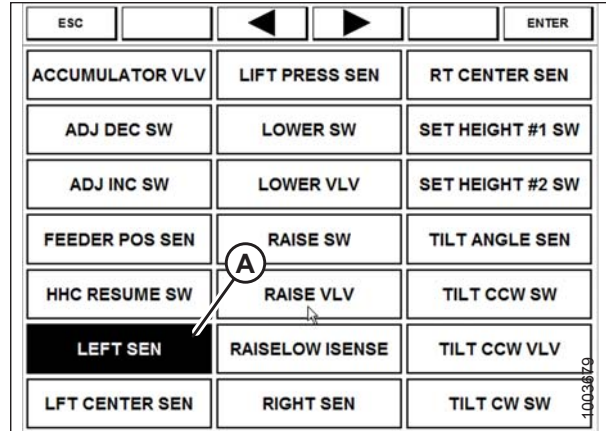 ESC ENTER
ACCUMULATOR VLV LIFT PRESS SEN RT CENTER SEN
ADJ DEC SW LOWER SW SET HEIGHT #1 SW
ADJ INC SW LOWER VLV SET HEIGHT #2 SW
FEEDER POS SEN RAISE SW TILT ANGLE SEN
A
HHC RESUME SW RAISE VLV TILT CCW SW
LEFT SEN RAISELOW ISENSE TILT CCW VLV
LFT CENTER SEN RIGHT SEN TILT CW SW
1003679